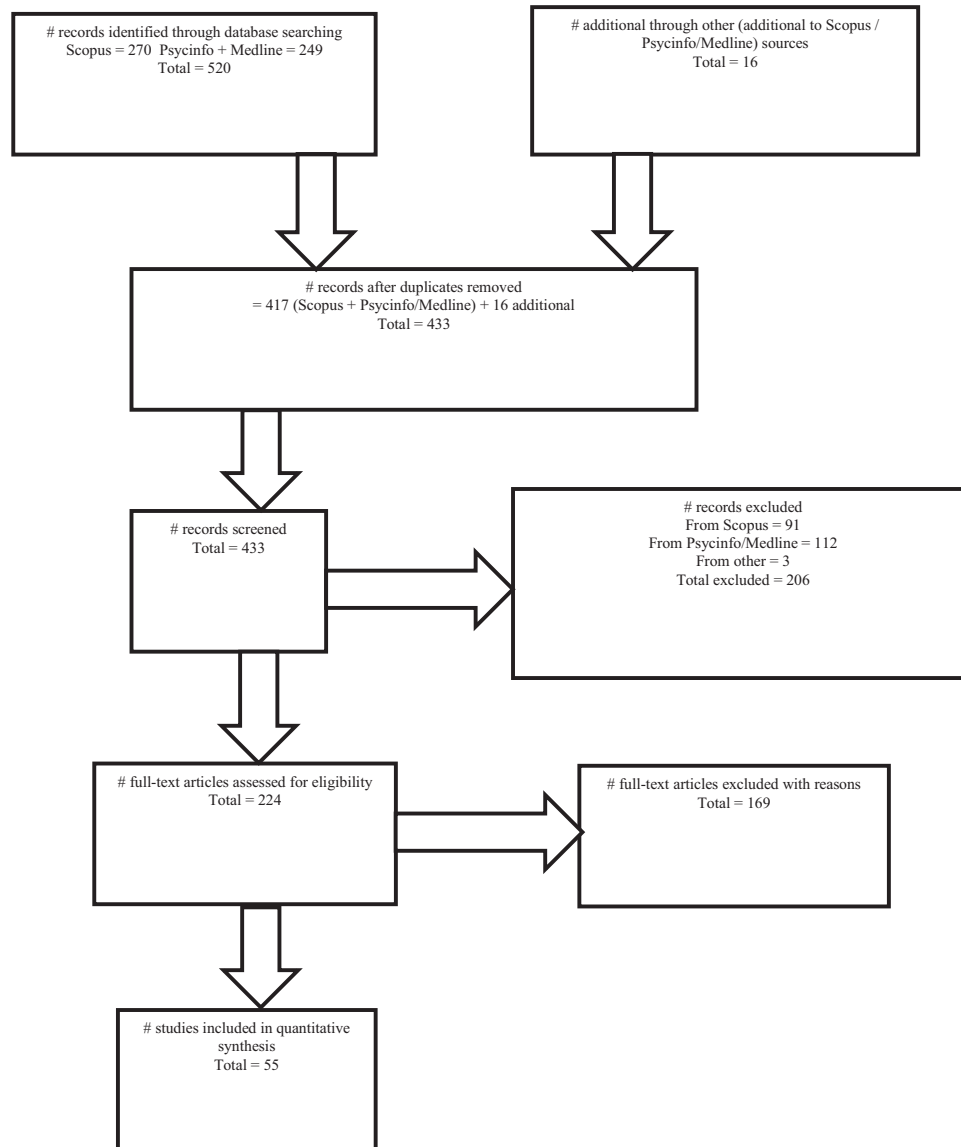 # records identified through database searching
Scopus = 270 Psycinfo + Medline = 249
Total = 520
# additional through other (additional to Scopus /
Psycinfo/Medline) sources
Total = 16
# records after duplicates removed
= 417 (Scopus + Psycinfo/Medline) + 16 additional
Total = 433
# records screened
Total = 433
# records excluded
From Scopus = 91
From Psycinfo/Medline = 112
From other = 3
Total excluded = 206
# full-text articles assessed for eligibility
Total = 224
# full-text articles excluded with reasons
Total = 169
# studies included in quantitative
synthesis
Total = 55